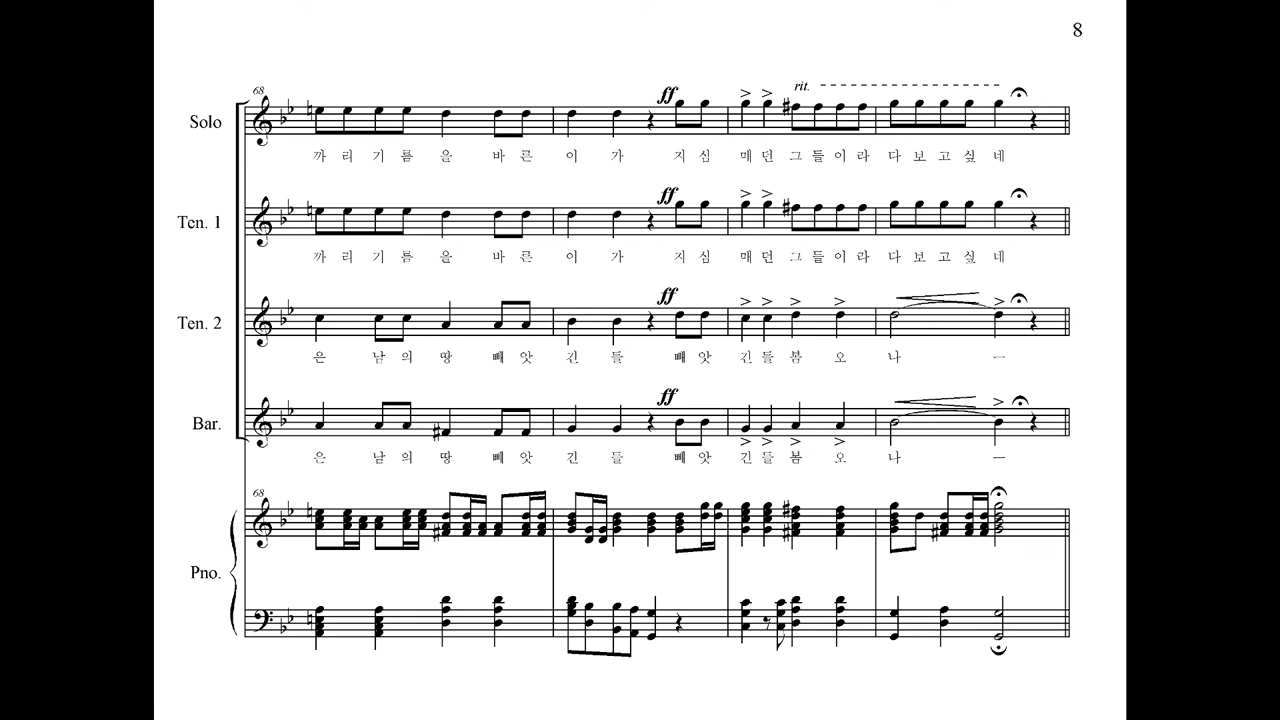 8
68
ff
rit.
Solo
까 리 기 름 을 바 른 이 가 지 심 매 던 그 들 이 라 다 보 고 싶 네
ff
Ten. 1
까 리 기 름 을 바 른 이 가 지 심 매 던 그 들 이 라 다 보 고 싶 네
ff
Ten. 2
은 남 의 땅 빼 앗 긴 들 빼 앗 긴 들 봄 오 나 ㅡ
ff
Bar.
은 남 의 땅 빼 앗 긴 들 빼 앗 긴 들 봄 오 나 ㅡ
68
Pno.